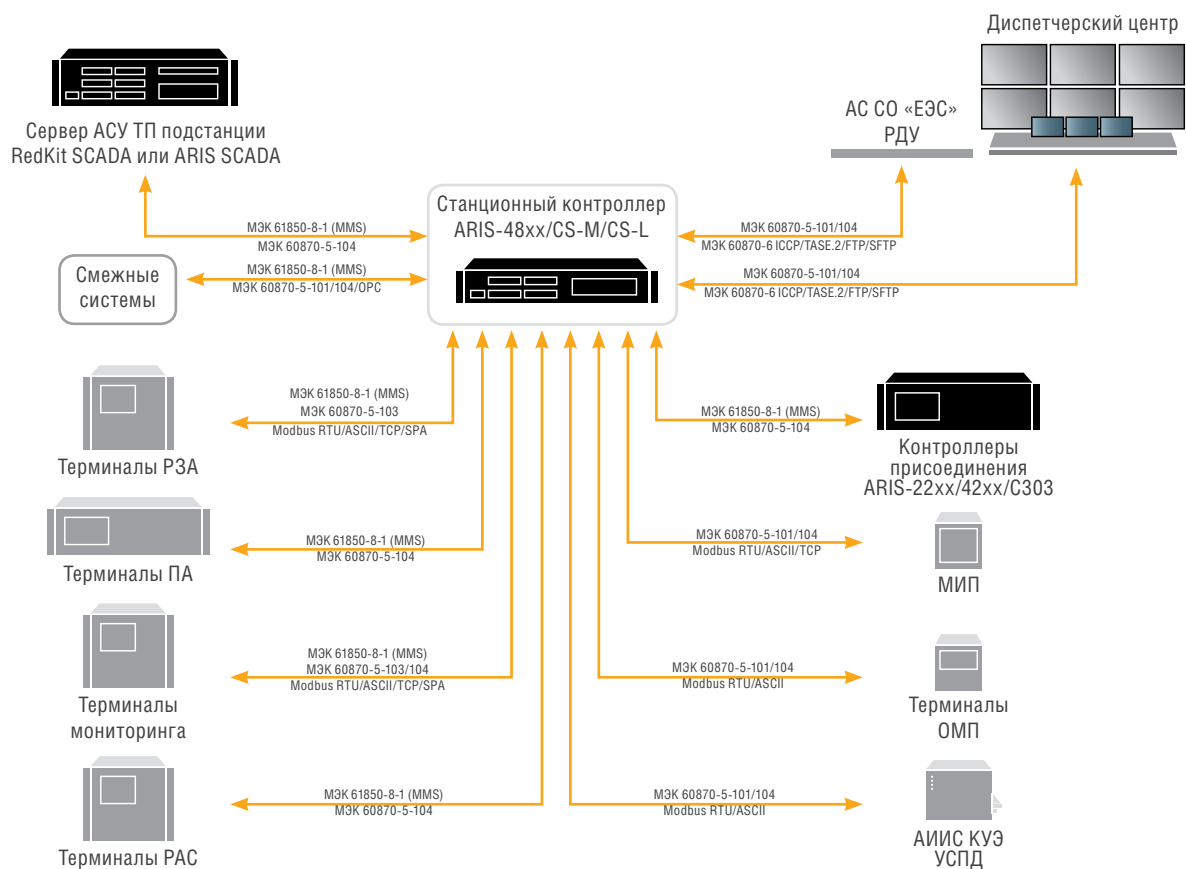 Диспетчерский центр
Сервер АСУ ТП подстанции
RedKit SCADA или ARIS SCADA
АС СО «ЕЭС»
РДУ
Станционный контроллер
ARIS-48xx/CS-M/CS-L
МЭК 61850-8-1 (MMS)
МЭК 60870-5-104
МЭК 60870-5-101/104
МЭК 60870-6 ICCP/TASE.2/FTP/SFTP
Смежные
системы
МЭК 61850-8-1 (MMS)
МЭК 60870-5-101/104/OPC
МЭК 60870-5-101/104
МЭК 60870-6 ICCP/TASE.2/FTP/SFTP
МЭК 61850-8-1 (MMS)
МЭК 60870-5-103
Modbus RTU/ASCII/TCP/SPA
Терминалы РЗА
МЭК 61850-8-1 (MMS)
МЭК 60870-5-104
Контроллеры
присоединения
ARIS-22xx/42xx/C303
МЭК 61850-8-1 (MMS)
МЭК 60870-5-104
Терминалы ПА
МЭК 60870-5-101/104
Modbus RTU/ASCII/TCP
МИП
МЭК 61850-8-1 (MMS)
МЭК 60870-5-103/104
Modbus RTU/ASCII/TCP/SPA
Терминалы
мониторинга
МЭК 60870-5-101/104
Modbus RTU/ASCII
Терминалы
ОМП
МЭК 61850-8-1 (MMS)
МЭК 60870-5-104
Терминалы РАС
МЭК 60870-5-101/104
Modbus RTU/ASCII
АИИС КУЭ
УСПД